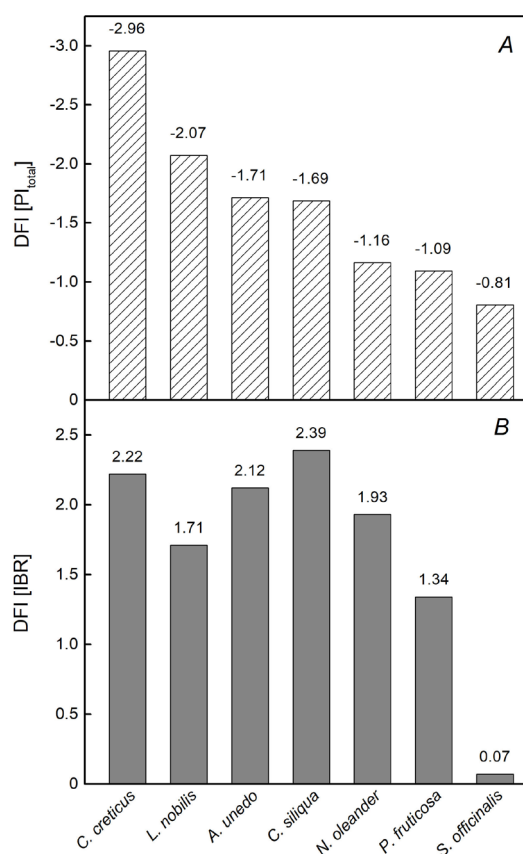 A
DFI [PI_total]
-3.0
-2.5
-2.0
-1.5
-1.0
-0.5
0
-2.96
-2.07
-1.71
-1.69
-1.16
-1.09
-0.81
B
DFI [IBR]
2.5
2.0
1.5
1.0
0.5
0
2.22
1.71
2.12
2.39
1.93
1.34
0.07
C. creticus
L. nobilis
A. unedo
C. siliqua
N. oleander
P. fruticosa
S. officinalis